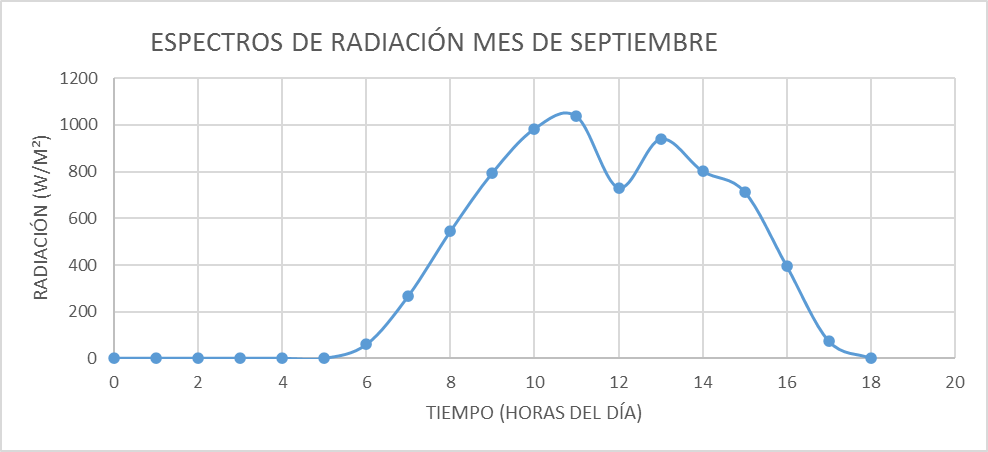 ESPECTROS DE RADIACIÓN MES DE SEPTIEMBRE
RADIACIÓN (W/M²)
1200
1000
800
600
400
200
0
0 2 4 6 8 10 12 14 16 18 20
TIEMPO (HORAS DEL DÍA)